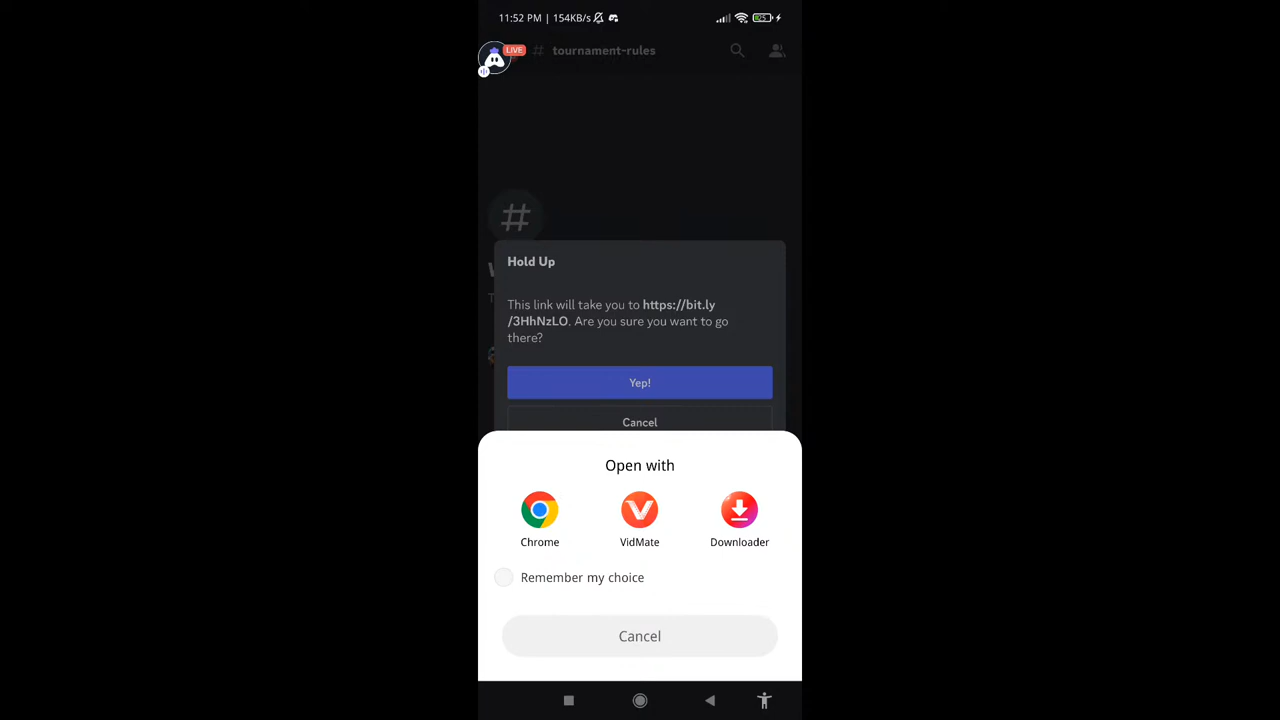 11:52 PM | 154KB/s
25
LIVE
# tournament-rules
#
Hold Up
This link will take you to https://bit.ly
/3HhNzLO. Are you sure you want to go
there?
Yep!
Cancel
Open with
Chrome
VidMate
Downloader
Remember my choice
Cancel